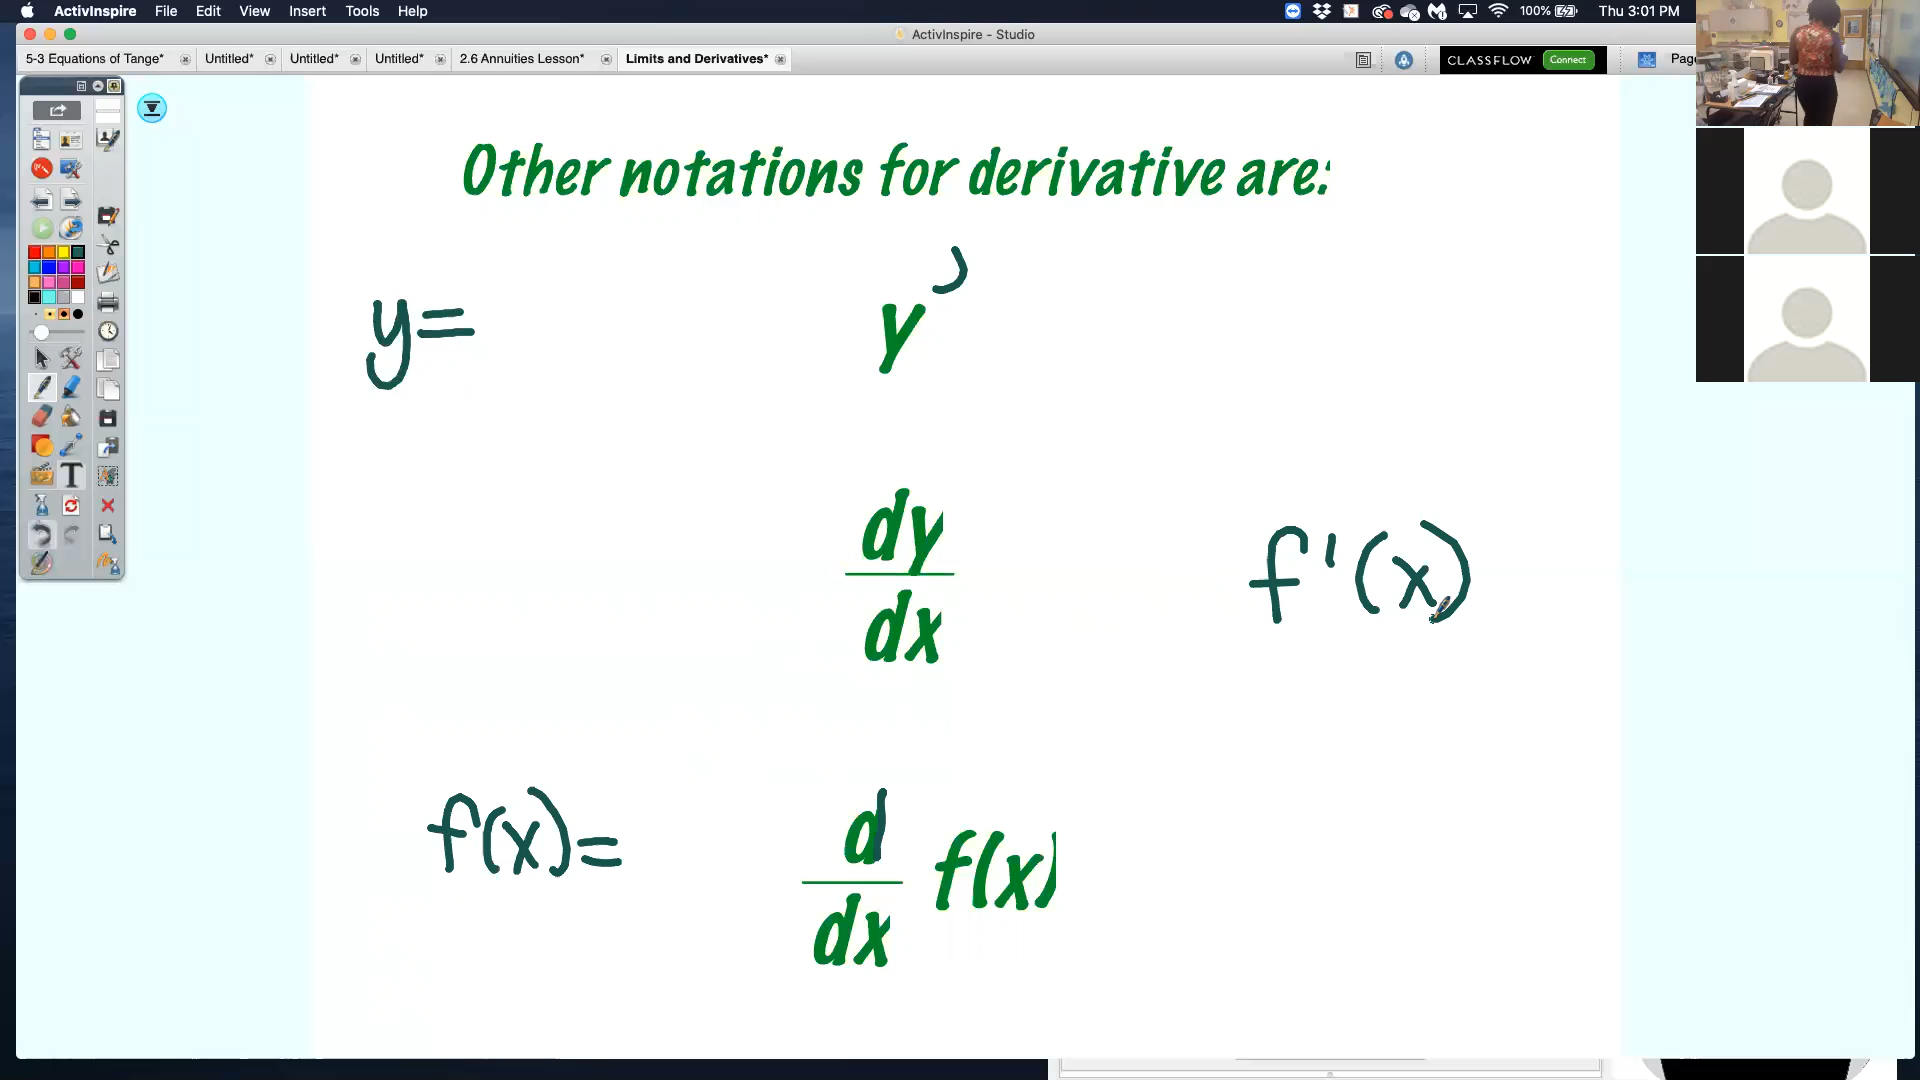 ActivInspire File Edit View Insert Tools Help 100% Thu 3:01 PM
ActivInspire - Studio
5-3 Equations of Tange* Untitled* Untitled* Untitled* 2.6 Annuities Lesson* Limits and Derivatives* CLASSFLOW Connect Pag
Other notations for derivative are:
y= y'
dy
dx
f'(x)
f(x)= d f(x)
dx
T